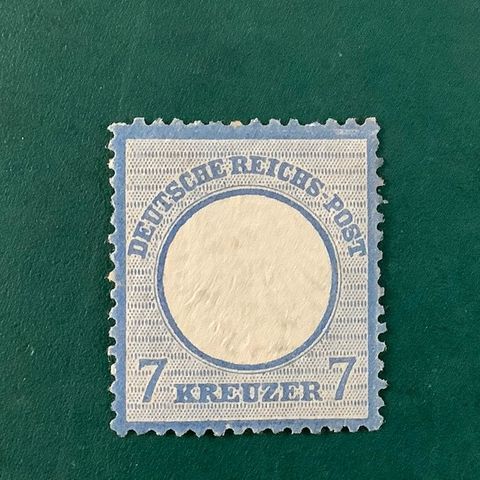 DEUTSCHE REICHS-POST
7 KREUZER 7